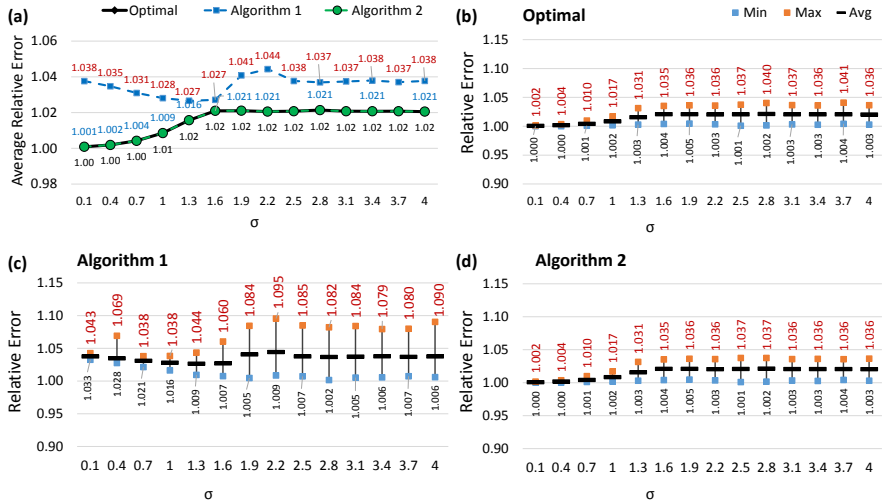 (a) Optimal Algorithm 1 Algorithm 2
Average Relative Error
1.06
1.04
1.02
1.00
0.98
1.038 1.035 1.031 1.028 1.027 1.027 1.041 1.044 1.038 1.037 1.037 1.038 1.037 1.038
1.001 1.002 1.004 1.009 1.016 1.021 1.021 1.021 1.021 1.021
1.00 1.00 1.01 1.01 1.02 1.02 1.02 1.02 1.02 1.02 1.02 1.02 1.02
0.1 0.4 0.7 1 1.3 1.6 1.9 2.2 2.5 2.8 3.1 3.4 3.7 4
σ
(b) Optimal Min Max Avg
Relative Error
1.15
1.10
1.05
1.00
0.95
0.90
1.002 1.004 1.010 1.017 1.031 1.035 1.036 1.036 1.037 1.040 1.037 1.036 1.041 1.036
1.000 1.000 1.001 1.002 1.003 1.004 1.005 1.003 1.001 1.002 1.003 1.003 1.004 1.003
0.1 0.4 0.7 1 1.3 1.6 1.9 2.2 2.5 2.8 3.1 3.4 3.7 4
σ
(c) Algorithm 1
Relative Error
1.15
1.10
1.05
1.00
0.95
0.90
1.043 1.069 1.038 1.038 1.044 1.060 1.084 1.095 1.085 1.082 1.084 1.079 1.080 1.090
1.033 1.028 1.021 1.016 1.009 1.007 1.005 1.009 1.007 1.002 1.005 1.006 1.007 1.006
0.1 0.4 0.7 1 1.3 1.6 1.9 2.2 2.5 2.8 3.1 3.4 3.7 4
σ
(d) Algorithm 2
Relative Error
1.15
1.10
1.05
1.00
0.95
0.90
1.002 1.004 1.010 1.017 1.031 1.035 1.036 1.036 1.037 1.037 1.036 1.036 1.036 1.036
1.000 1.000 1.001 1.002 1.003 1.004 1.004 1.003 1.001 1.002 1.003 1.003 1.004 1.003
0.1 0.4 0.7 1 1.3 1.6 1.9 2.2 2.5 2.8 3.1 3.4 3.7 4
σ